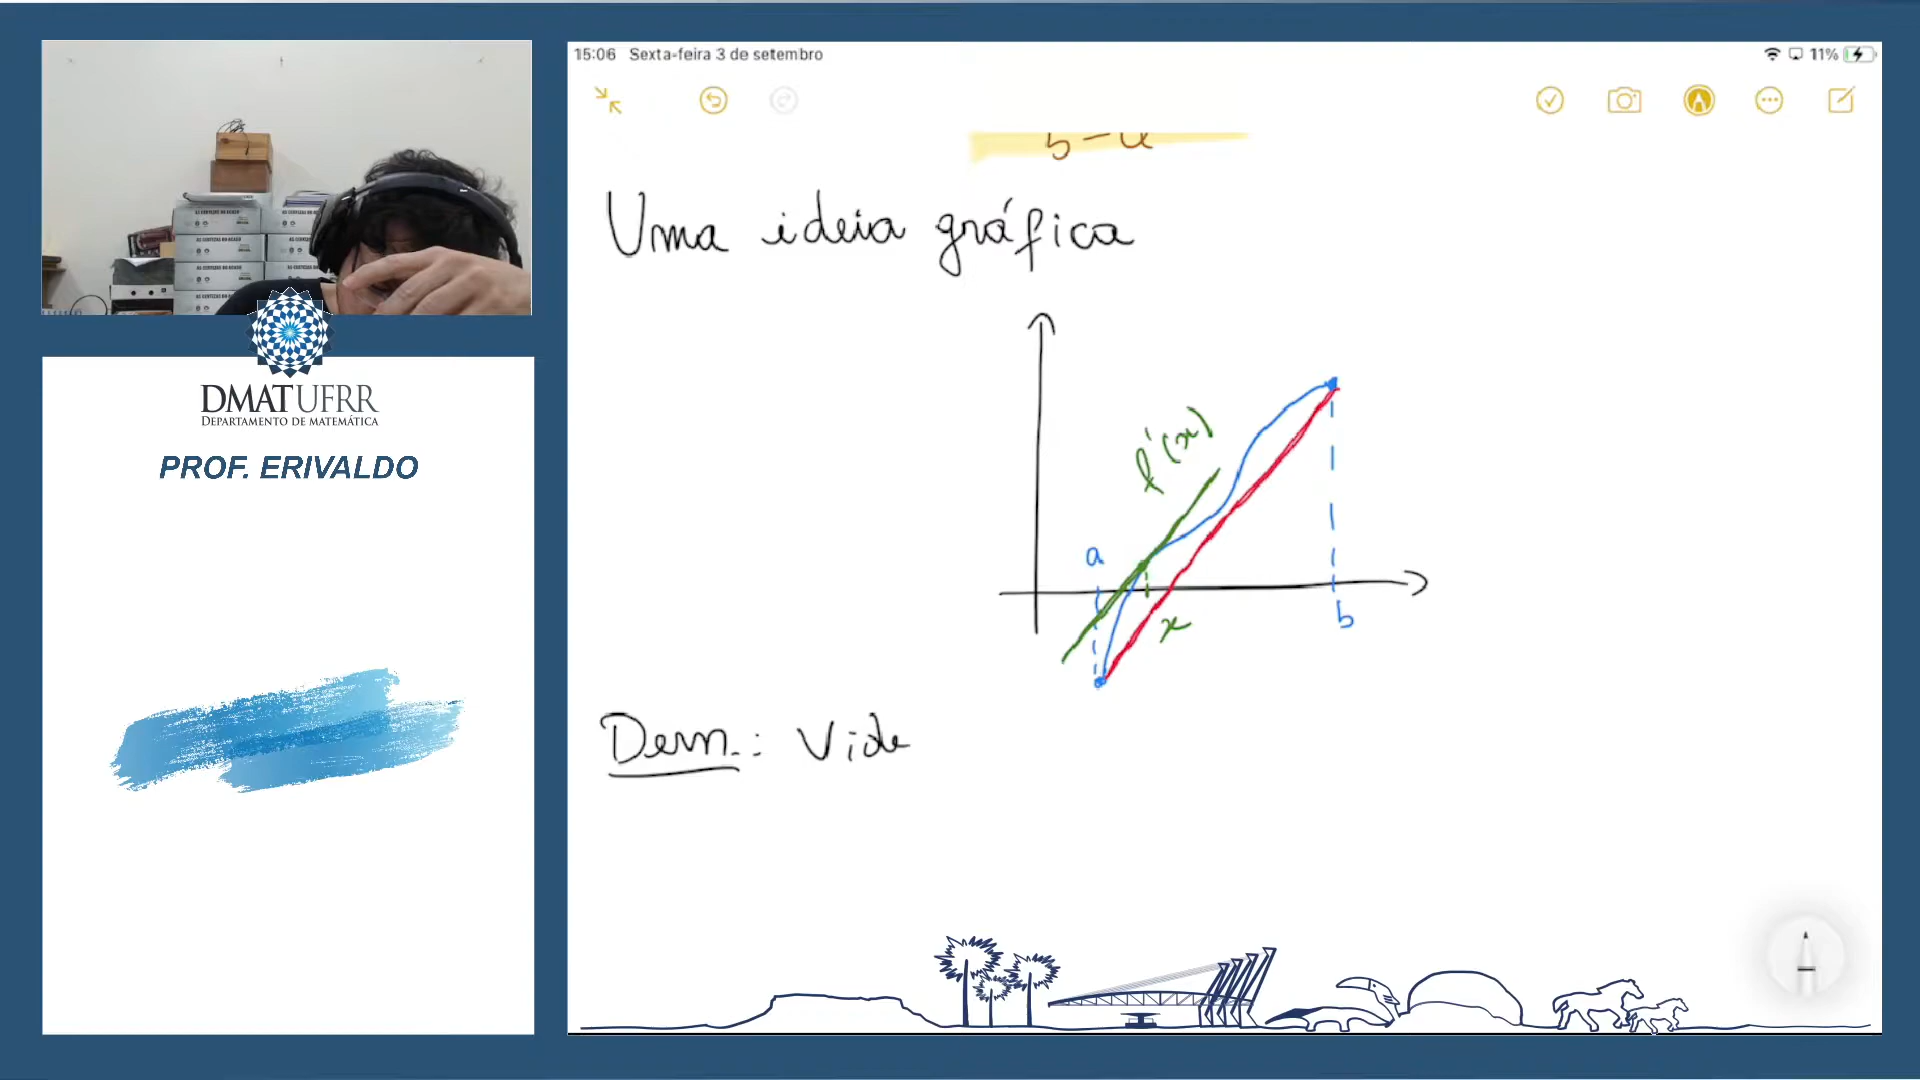 15:06 Sexta-feira 3 de setembro
11%
b - a
Uma ideia gráfica
f'(x)
a
x
b
Dem.: Vide
DMATUFRR
DEPARTAMENTO DE MATEMÁTICA
PROF. ERIVALDO